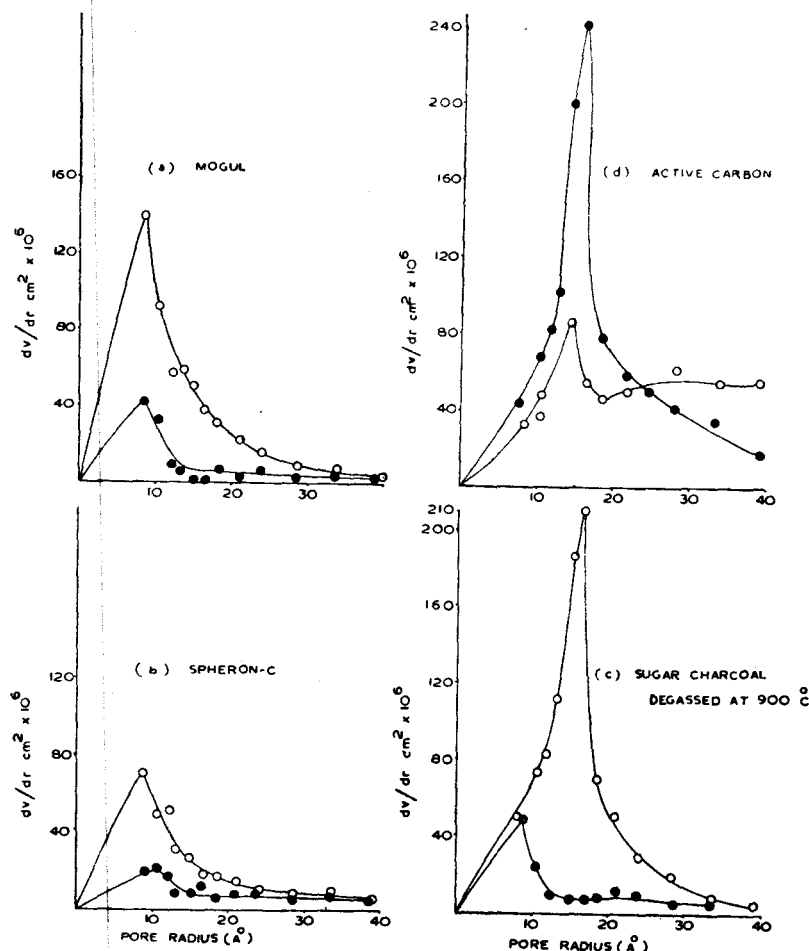 160
120
80
40
dv/dr cm² × 10⁶
(a) MOGUL
10 20 30
240
200
160
120
80
40
dv/dr cm² × 10⁶
(d) ACTIVE CARBON
10 20 30 40
120
80
40
dv/dr cm² × 10⁶
(b) SPHERON-C
10 20 30 40
PORE RADIUS (Å)
210
200
160
120
80
40
dv/dr cm² × 10⁶
(c) SUGAR CHARCOAL
DEGASSED AT 900 C°
10 20 30 40
PORE RADIUS (Å)